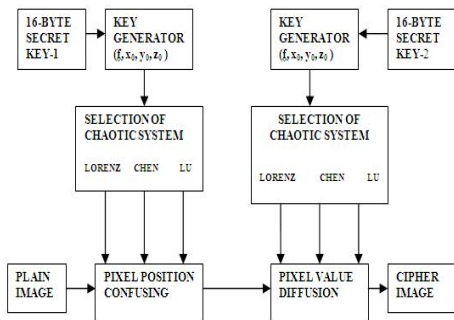 16-BYTE
SECRET
KEY-1
KEY
GENERATOR
(f, x₀, y₀, z₀ )
KEY
GENERATOR
(f, x₀, y₀, z₀ )
16-BYTE
SECRET
KEY-2
SELECTION OF
CHAOTIC SYSTEM
LORENZ CHEN LU
SELECTION OF
CHAOTIC SYSTEM
LORENZ CHEN LU
PLAIN
IMAGE
PIXEL POSITION
CONFUSING
PIXEL VALUE
DIFFUSION
CIPHER
IMAGE